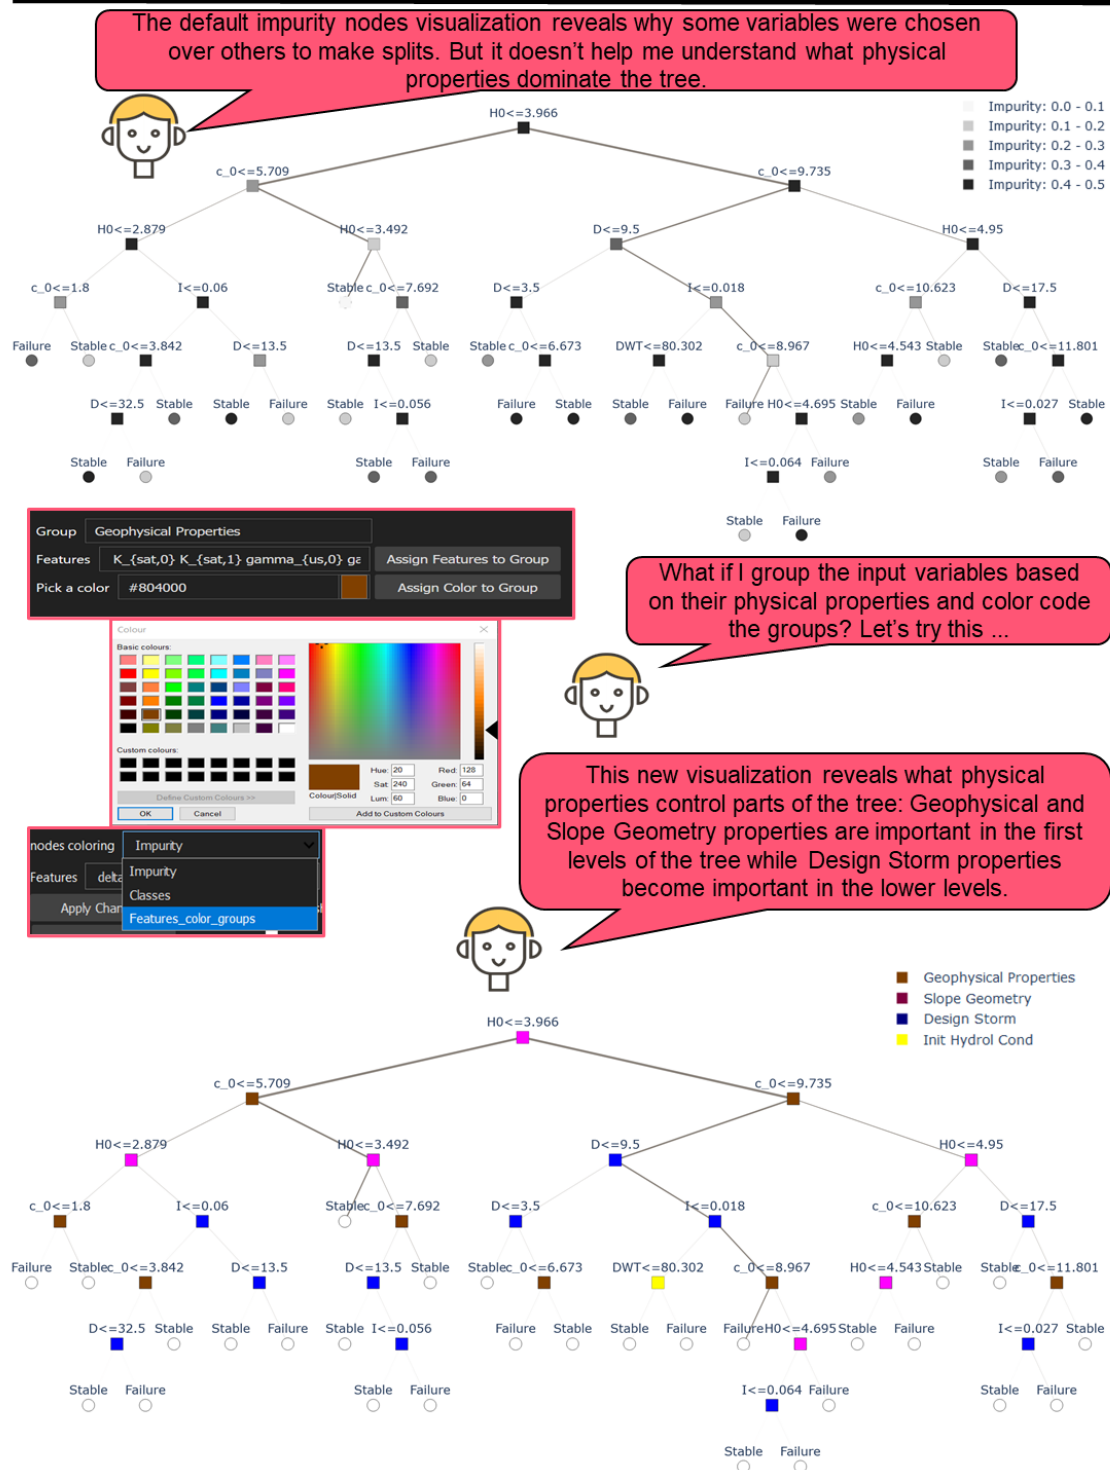 The default impurity nodes visualization reveals why some variables were chosen
over others to make splits. But it doesn't help me understand what physical
properties dominate the tree.
H0<=3.966
Impurity: 0.0 - 0.1
Impurity: 0.1 - 0.2
Impurity: 0.2 - 0.3
Impurity: 0.3 - 0.4
Impurity: 0.4 - 0.5
c_0<=5.709 c_0<=9.735
H0<=2.879 H0<=3.492 D<=9.5 H0<=4.95
c_0<=1.8 I<=0.06 Stable c_0<=7.692 D<=3.5 I<=0.018 c_0<=10.623 D<=17.5
Failure Stable c_0<=3.842 D<=13.5 D<=13.5 Stable Stable c_0<=6.673 DWT<=80.302 c_0<=8.967 H0<=4.543 Stable Stable c_0<=11.801
D<=32.5 Stable Stable Failure Stable I<=0.056 Failure Stable Stable Failure Failure H0<=4.695 Stable Failure I<=0.027 Stable
Stable Failure Stable Failure I<=0.064 Failure Stable Failure
Stable Failure
Group Geophysical Properties
Features K_{sat,0} K_{sat,1} gamma_{us,0} ga Assign Features to Group
Pick a color #804000 Assign Color to Group
What if I group the input variables based
on their physical properties and color code
the groups? Let's try this ...
Colour
Basic colours:
Custom colours:
Define Custom Colours >>
OK Cancel
Colour|Solid
Hue: 20 Red: 128
Sat: 240 Green: 64
Lum: 60 Blue: 0
Add to Custom Colours
This new visualization reveals what physical
properties control parts of the tree: Geophysical and
Slope Geometry properties are important in the first
levels of the tree while Design Storm properties
become important in the lower levels.
nodes coloring Impurity
Impurity
Features delta
Classes
Apply Chan
Features_color_groups
Geophysical Properties
Slope Geometry
Design Storm
Init Hydrol Cond
H0<=3.966
c_0<=5.709 c_0<=9.735
H0<=2.879 H0<=3.492 D<=9.5 H0<=4.95
c_0<=1.8 I<=0.06 Stable c_0<=7.692 D<=3.5 I<=0.018 c_0<=10.623 D<=17.5
Failure Stable c_0<=3.842 D<=13.5 D<=13.5 Stable Stable c_0<=6.673 DWT<=80.302 c_0<=8.967 H0<=4.543 Stable Stable c_0<=11.801
D<=32.5 Stable Stable Failure Stable I<=0.056 Failure Stable Stable Failure Failure H0<=4.695 Stable Failure I<=0.027 Stable
Stable Failure Stable Failure I<=0.064 Failure Stable Failure
Stable Failure